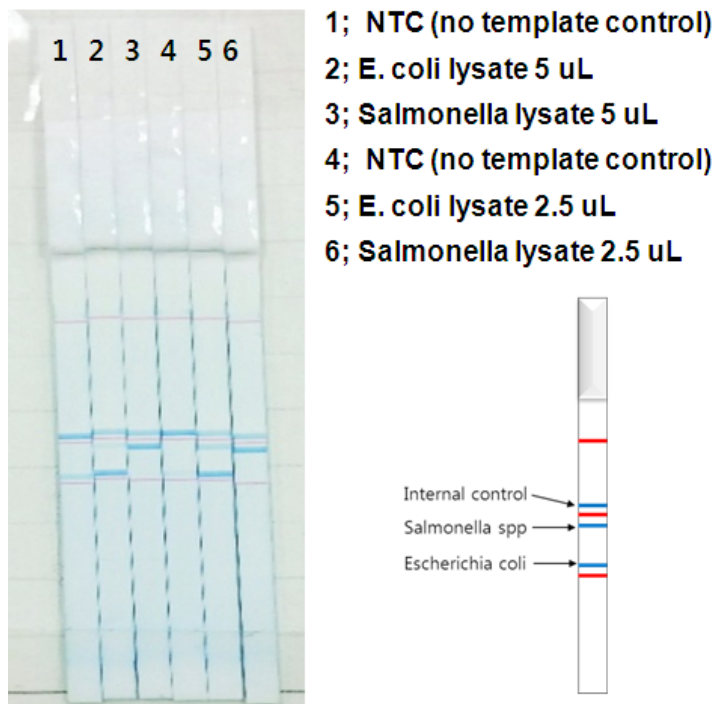 1 2 3 4 5 6
1; NTC (no template control)
2; E. coli lysate 5 uL
3; Salmonella lysate 5 uL
4; NTC (no template control)
5; E. coli lysate 2.5 uL
6; Salmonella lysate 2.5 uL
Internal control
Salmonella spp
Escherichia coli